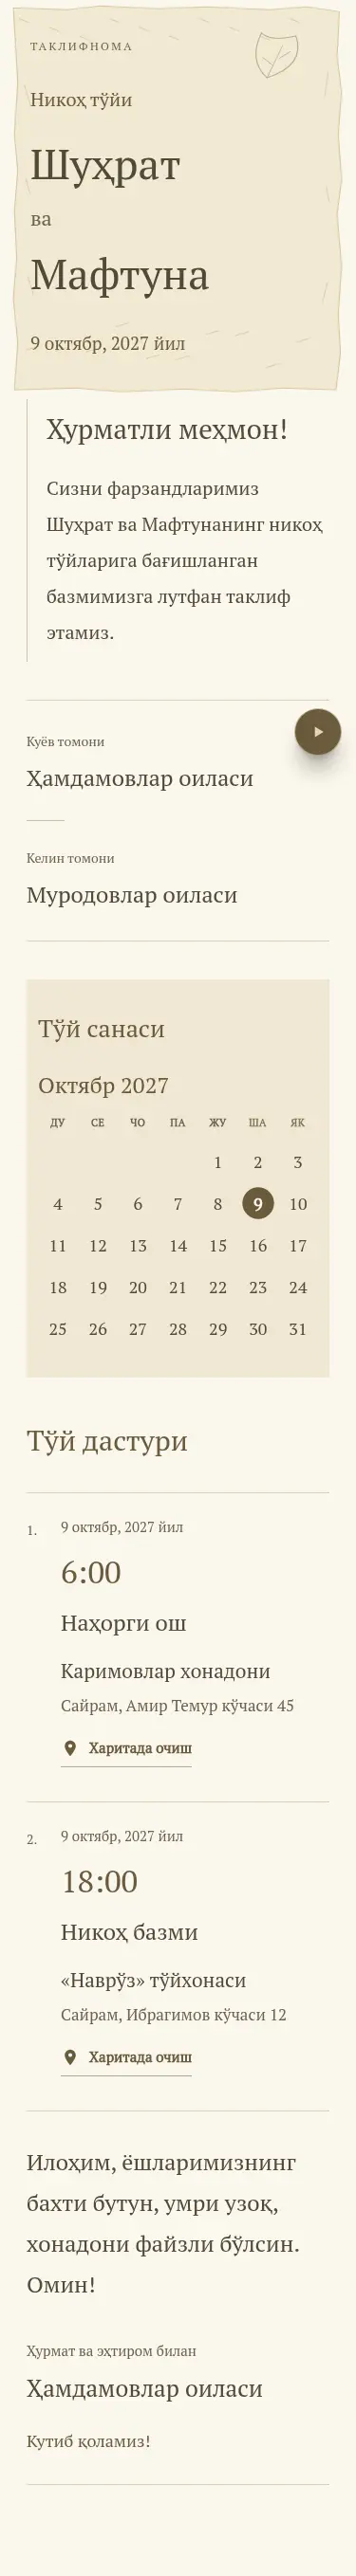 ТАКЛИФНОМА
Никоҳ тўйи
Шуҳрат
ва
Мафтуна
9 октябр, 2027 йил
Ҳурматли меҳмон!
Сизни фарзандларимиз
Шуҳрат ва Мафтунанинг никоҳ
тўйларига бағишланган
базмимизга лутфан таклиф
этамиз.
Куёв томони
Ҳамдамовлар оиласи
Келин томони
Муродовлар оиласи
Тўй санаси
Октябр 2027
ДУ СЕ ЧО ПА ЖУ ША ЯК
1 2 3
4 5 6 7 8 9 10
11 12 13 14 15 16 17
18 19 20 21 22 23 24
25 26 27 28 29 30 31
Тўй дастури
1. 9 октябр, 2027 йил
6:00
Наҳорги ош
Каримовлар хонадони
Сайрам, Амир Темур кўчаси 45
Харитада очиш
2. 9 октябр, 2027 йил
18:00
Никоҳ базми
«Наврўз» тўйхонаси
Сайрам, Ибрагимов кўчаси 12
Харитада очиш
Илоҳим, ёшларимизнинг
бахти бутун, умри узоқ,
хонадони файзли бўлсин.
Омин!
Ҳурмат ва эҳтиром билан
Ҳамдамовлар оиласи
Кутиб қоламиз!